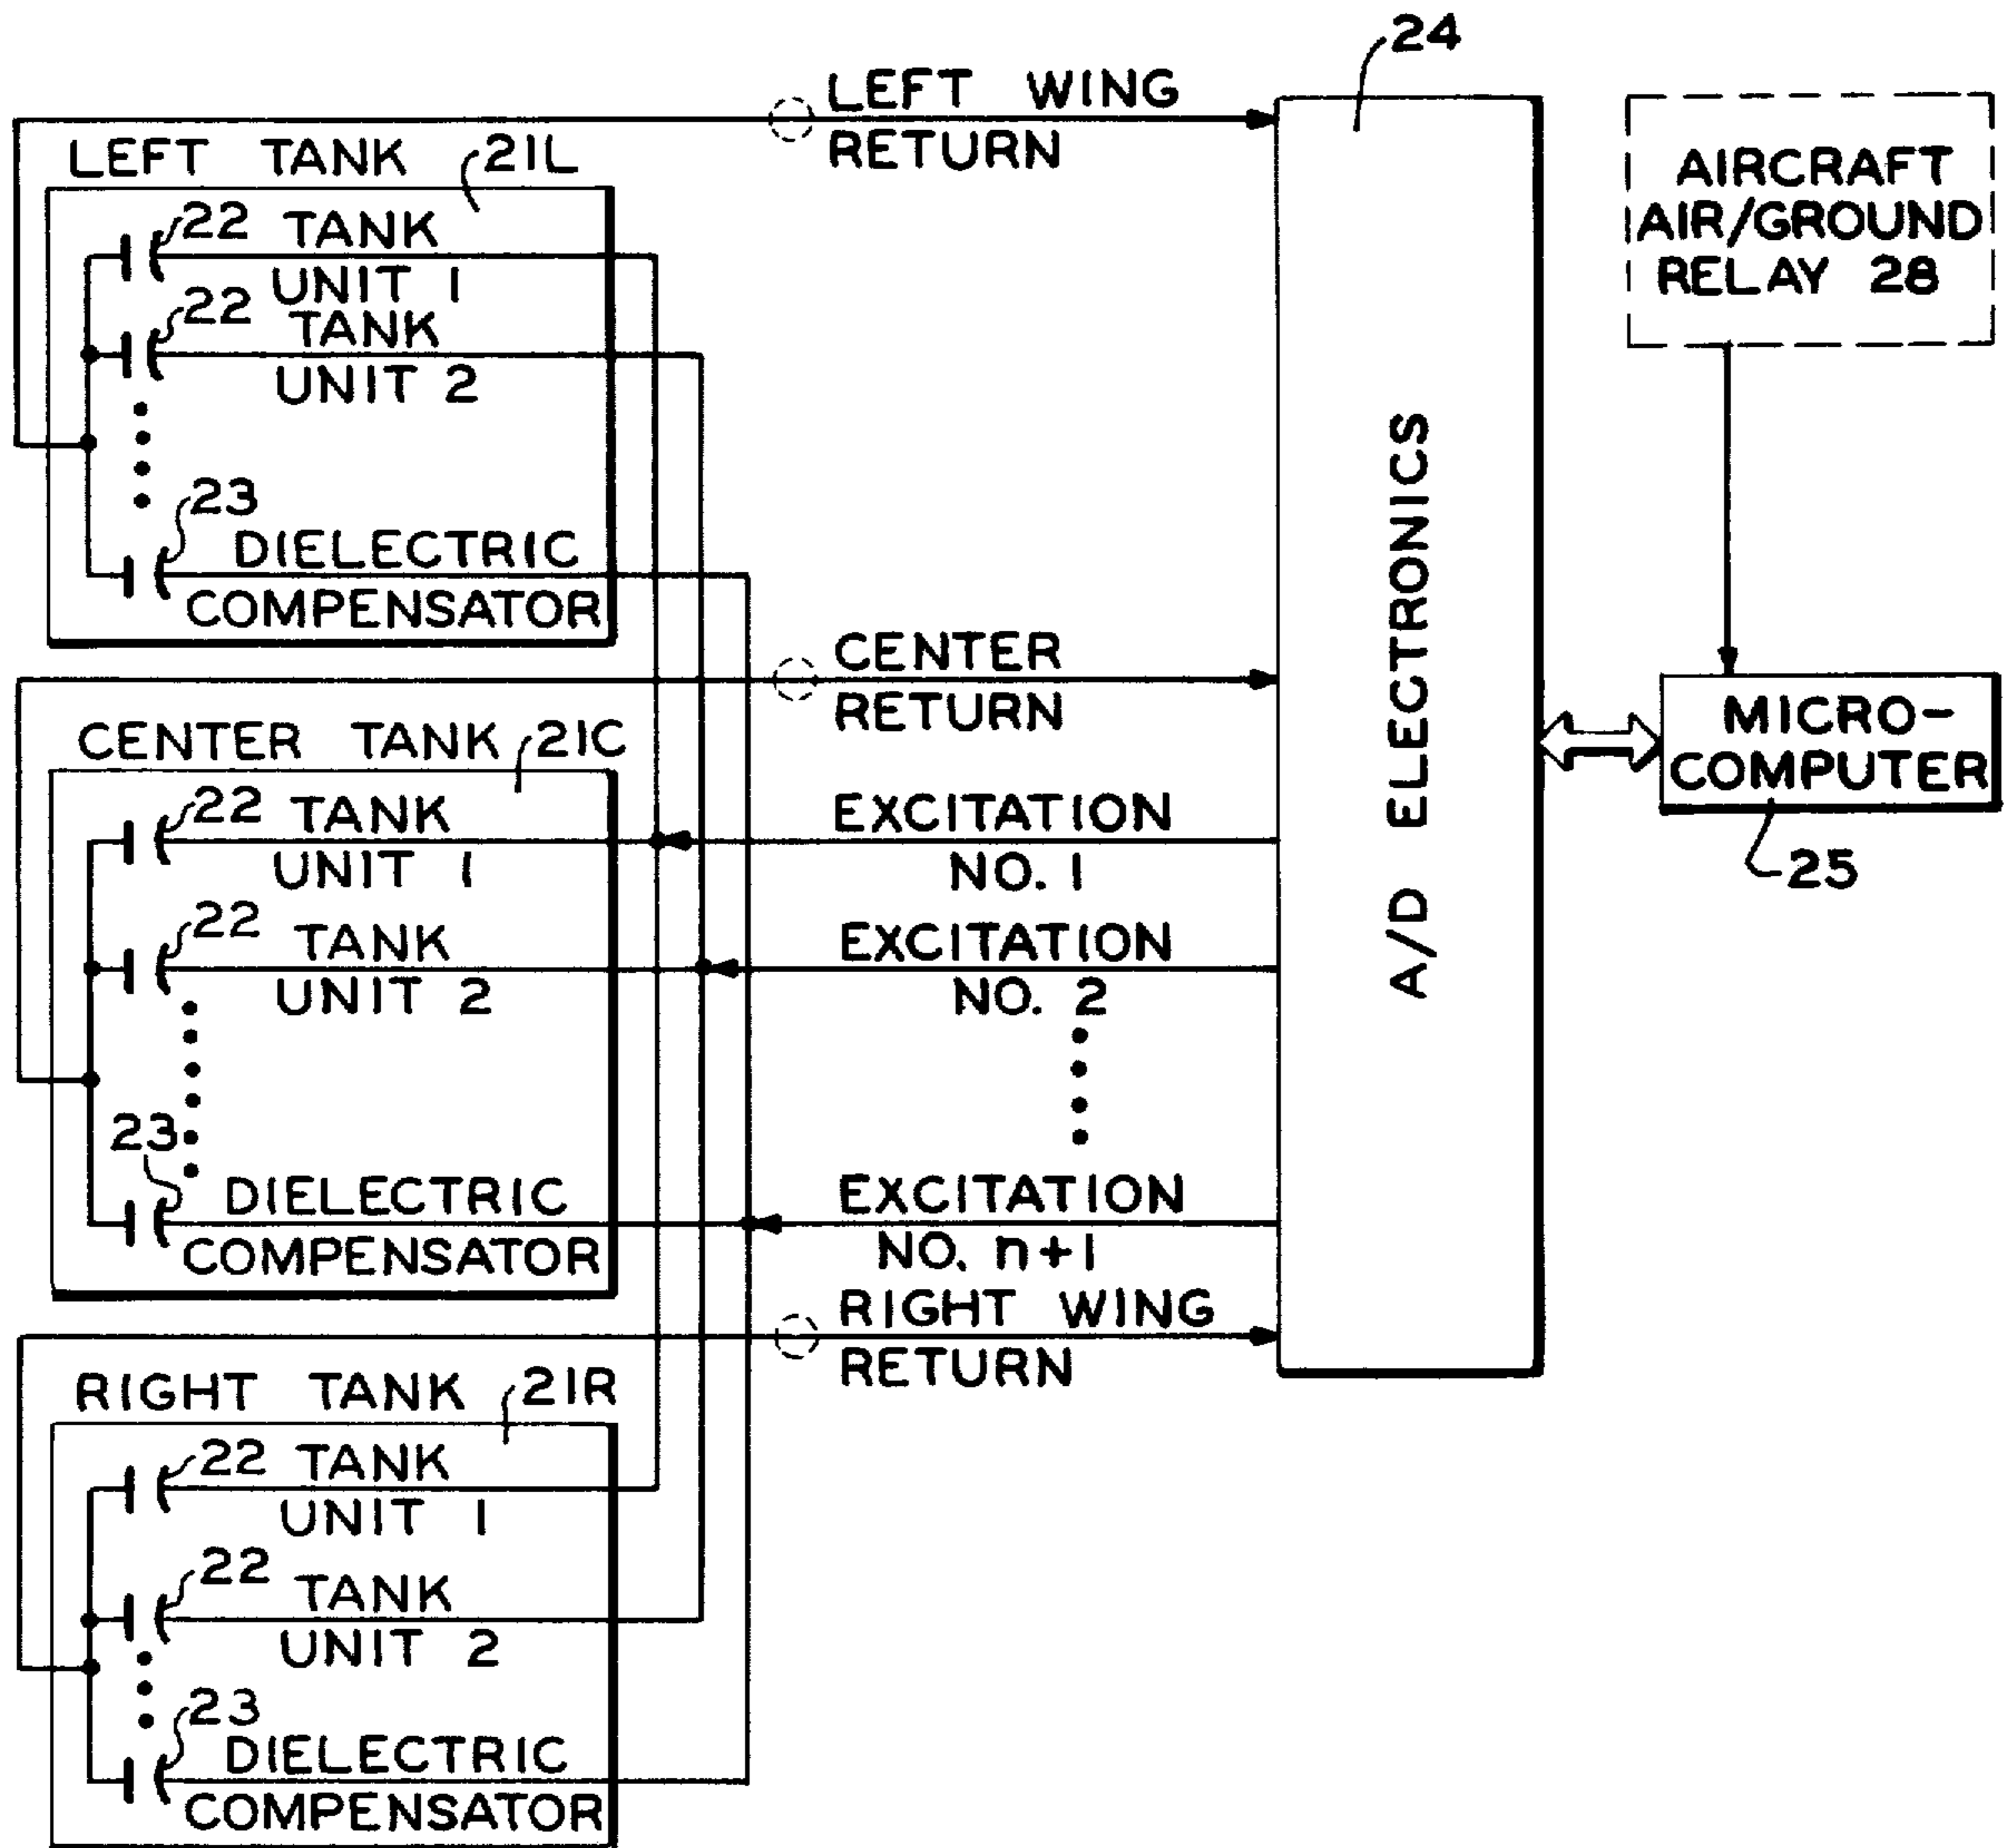 24
LEFT WING
RETURN
LEFT TANK 21L
22 TANK
UNIT 1
22 TANK
UNIT 2
23
DIELECTRIC
COMPENSATOR
AIRCRAFT
AIR/GROUND
RELAY 28
A/D ELECTRONICS
MICRO-
COMPUTER
25
CENTER
RETURN
CENTER TANK 21C
22 TANK
UNIT 1
EXCITATION
NO. 1
22 TANK
UNIT 2
EXCITATION
NO. 2
23
DIELECTRIC
COMPENSATOR
EXCITATION
NO. n+1
RIGHT WING
RETURN
RIGHT TANK 21R
22 TANK
UNIT 1
22 TANK
UNIT 2
23
DIELECTRIC
COMPENSATOR